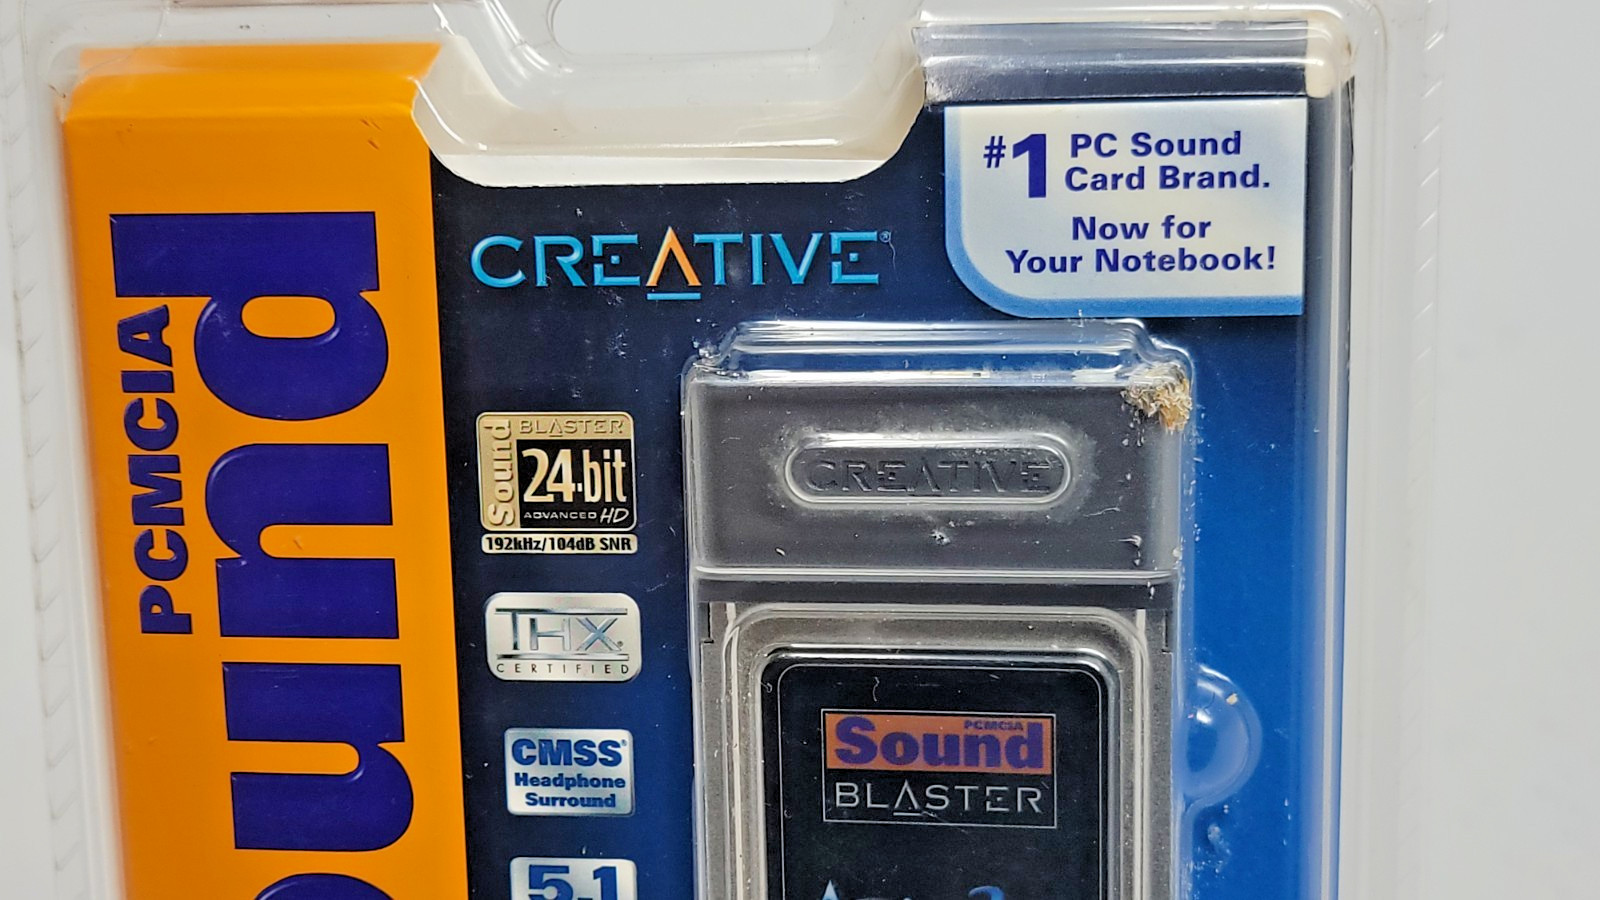 PCMCIA
ound
CREATIVE®
#1 PC Sound
Card Brand.
Now for
Your Notebook!
Sound
BLASTER
24·bit
ADVANCED HD
192kHz/104dB SNR
THX®
CERTIFIED
CMSS®
Headphone
Surround
5.1
CREATIVE
PCMCIA
Sound
BLASTER